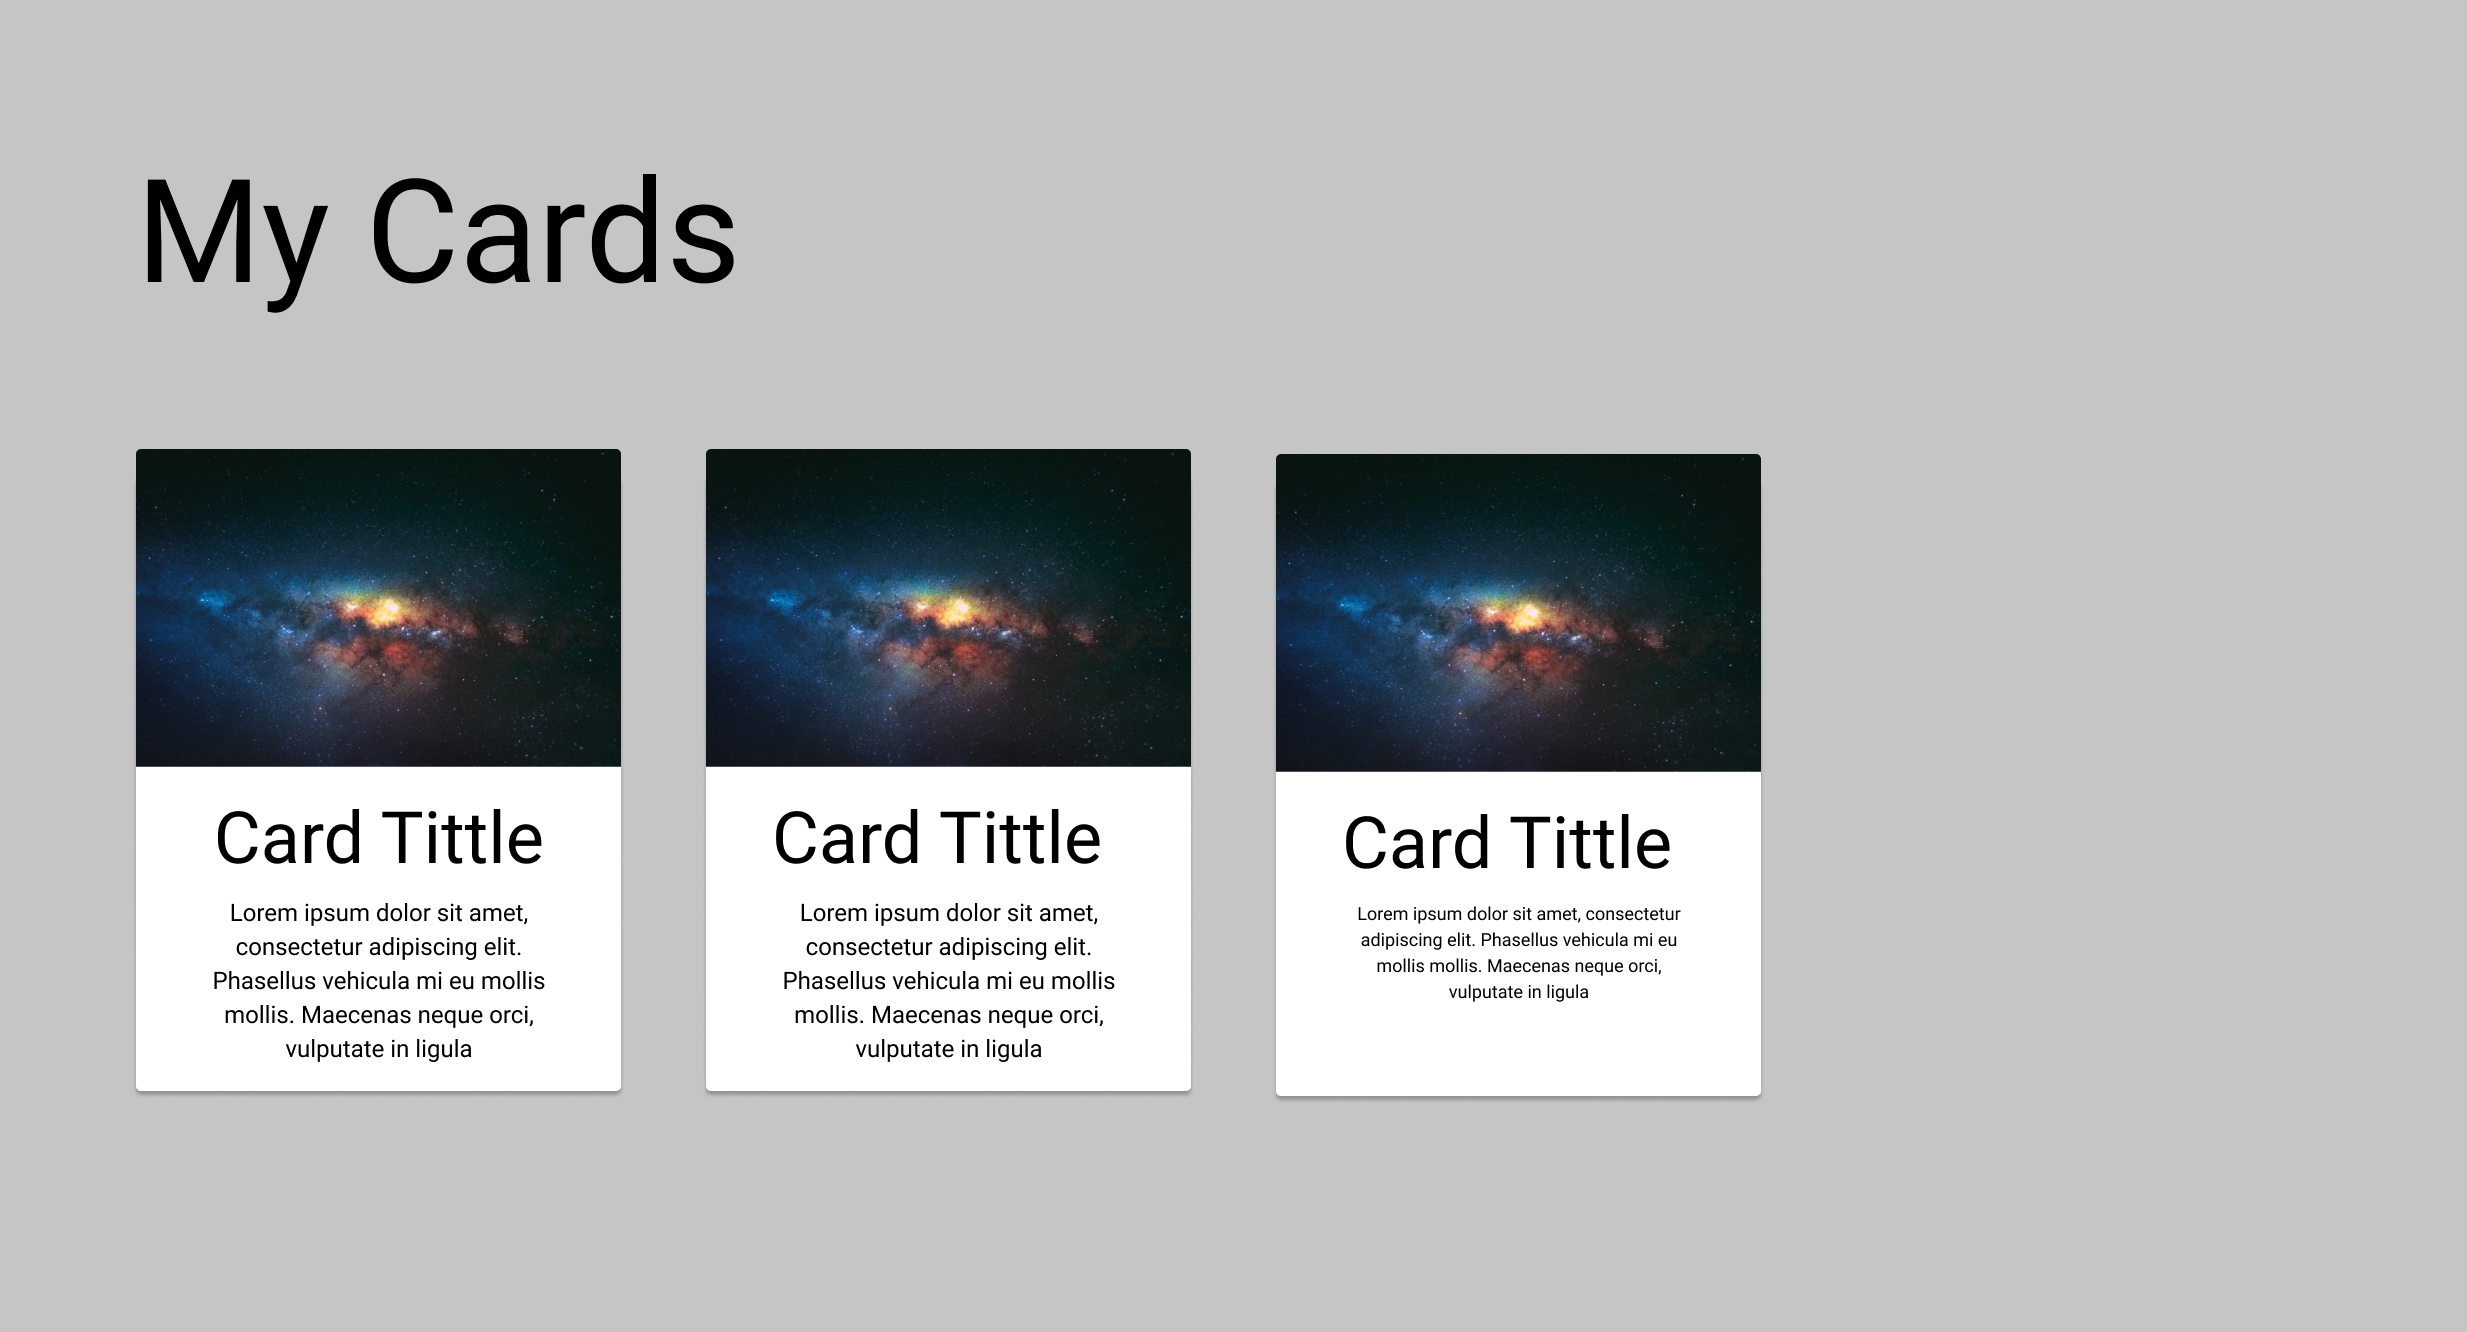 My Cards
Card Tittle
Lorem ipsum dolor sit amet,
consectetur adipiscing elit.
Phasellus vehicula mi eu mollis
mollis. Maecenas neque orci,
vulputate in ligula
Card Tittle
Lorem ipsum dolor sit amet,
consectetur adipiscing elit.
Phasellus vehicula mi eu mollis
mollis. Maecenas neque orci,
vulputate in ligula
Card Tittle
Lorem ipsum dolor sit amet, consectetur
adipiscing elit. Phasellus vehicula mi eu
mollis mollis. Maecenas neque orci,
vulputate in ligula